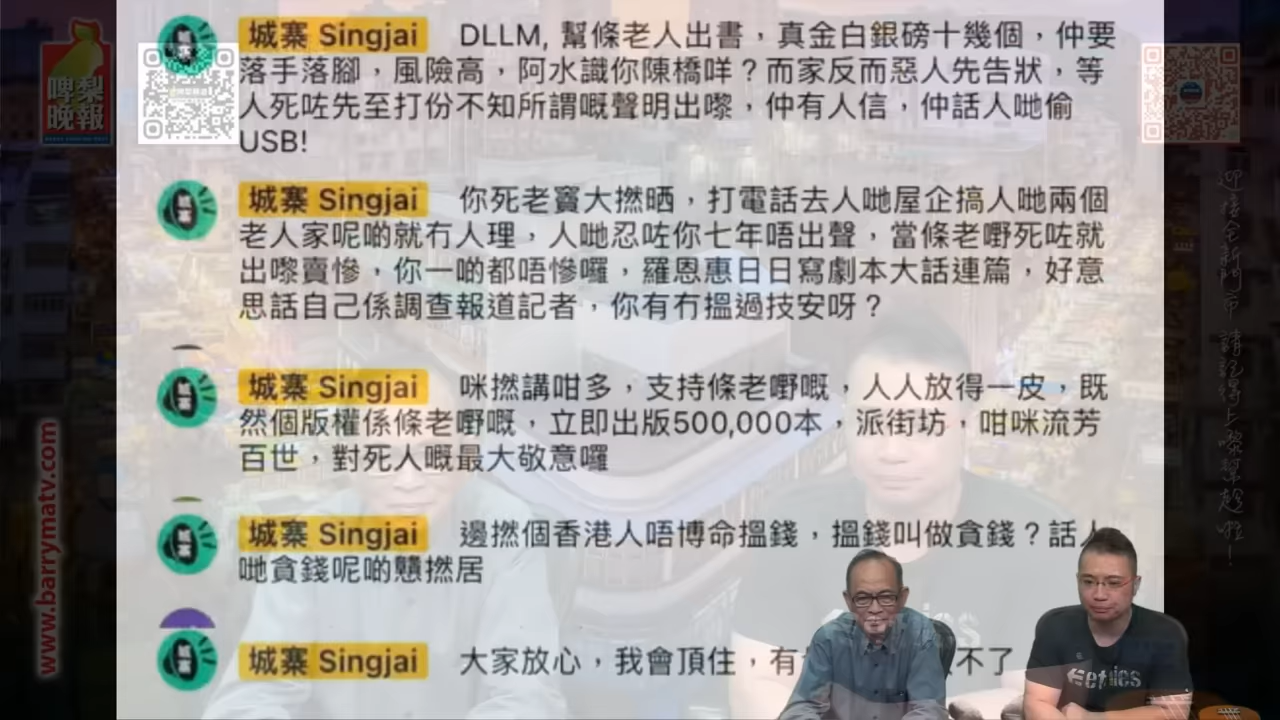 啤梨
晚報
www.barrymatv.com
城寨 Singjai DLLM, 幫條老人出書，真金白銀磅十幾個，仲要
落手落腳，風險高，阿水識你陳橋咩？而家反而惡人先告狀，等
人死咗先至打份不知所謂嘅聲明出嚟，仲有人信，仲話人哋偷
USB!
城寨 Singjai 你死老竇大撚晒，打電話去人哋屋企搞人哋兩個
老人家呢啲就冇人理，人哋忍咗你七年唔出聲，當條老嘢死咗就
出嚟賣慘，你一啲都唔慘囉，羅恩惠日日寫劇本大話連篇，好意
思話自己係調查報道記者，你有冇搵過技安呀？
城寨 Singjai 咪撚講咁多，支持條老嘢嘅，人人放得一皮，既
然個版權係條老嘢嘅，立即出版500,000本，派街坊，咁咪流芳
百世，對死人嘅最大敬意囉
城寨 Singjai 邊撚個香港人唔博命搵錢，搵錢叫做貪錢？話人
哋貪錢呢啲戇撚居
城寨 Singjai 大家放心，我會頂住，有 不了
etnies